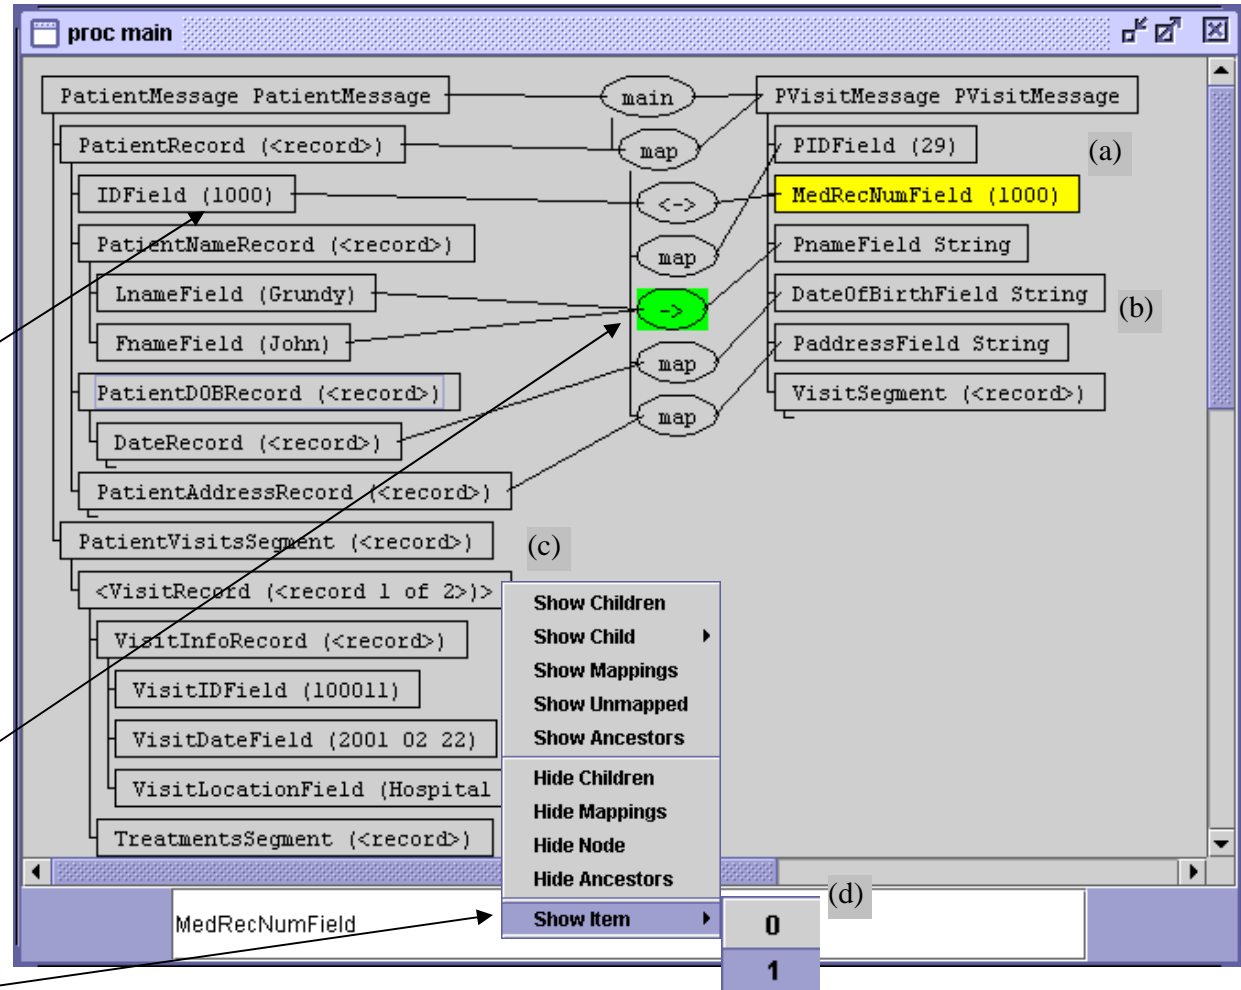 proc main
PatientMessage PatientMessage
main
PVisitMessage PVisitMessage
PatientRecord (<record>)
map
PIDField (29)
(a)
IDField (1000)
<->
MedRecNumField (1000)
PatientNameRecord (<record>)
map
PnameField String
LnameField (Grundy)
->
DateOfBirthField String
(b)
FnameField (John)
map
PaddressField String
PatientDOBRecord (<record>)
map
VisitSegment (<record>)
DateRecord (<record>)
PatientAddressRecord (<record>)
PatientVisitsSegment (<record>)
(c)
<VisitRecord (<record 1 of 2>)>
VisitInfoRecord (<record>)
VisitIDField (100011)
VisitDateField (2001 02 22)
VisitLocationField (Hospital
TreatmentsSegment (<record>)
Show Children
Show Child
Show Mappings
Show Unmapped
Show Ancestors
Hide Children
Hide Mappings
Hide Node
Hide Ancestors
Show Item
(d)
0
1
MedRecNumField